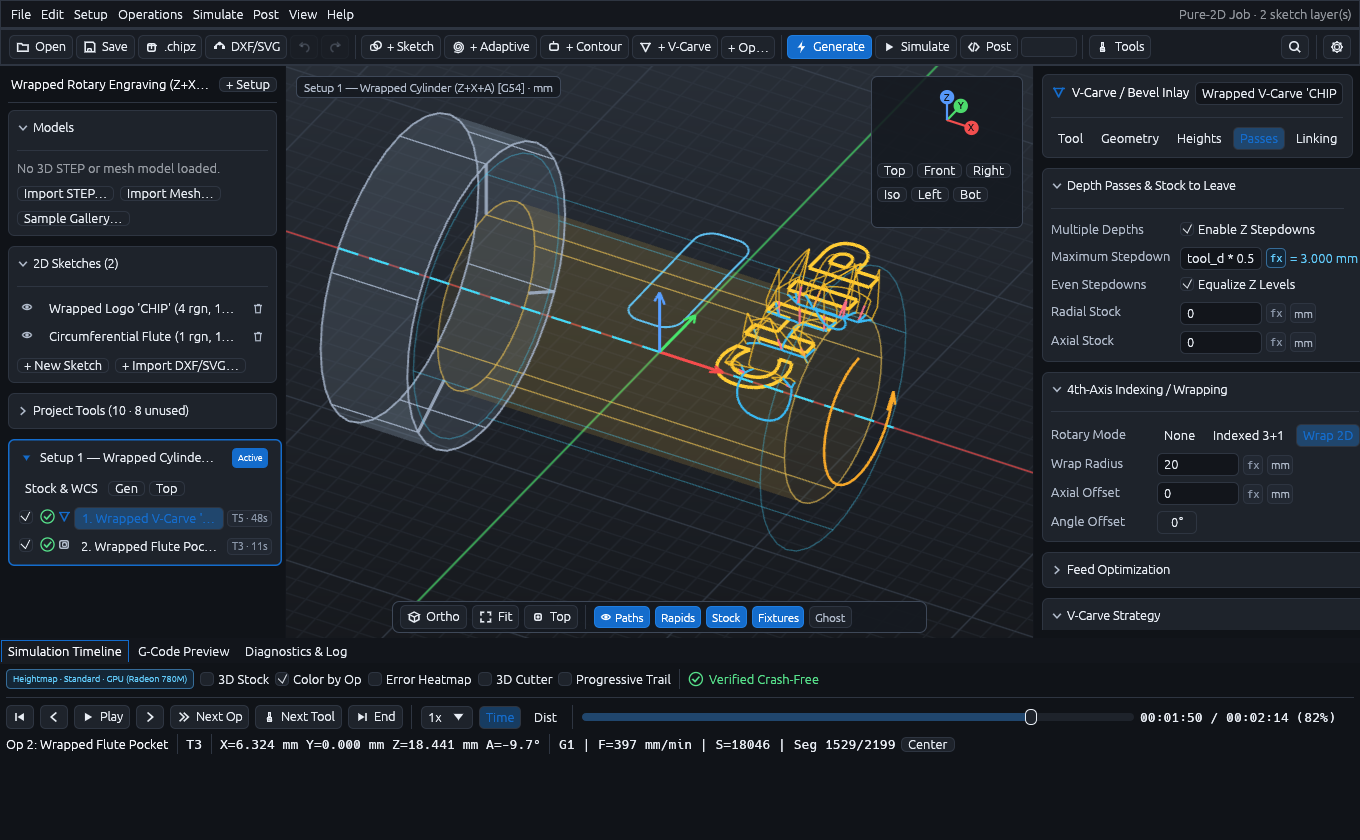 File Edit Setup Operations Simulate Post View Help
Pure-2D Job · 2 sketch layer(s)
Open Save .chipz DXF/SVG + Sketch + Adaptive + Contour + V-Carve + Op… Generate Simulate Post Tools
Wrapped Rotary Engraving (Z+X… + Setup
Models
No 3D STEP or mesh model loaded.
Import STEP… Import Mesh…
Sample Gallery…
2D Sketches (2)
Wrapped Logo 'CHIP' (4 rgn, 1…
Circumferential Flute (1 rgn, 1…
+ New Sketch + Import DXF/SVG…
Project Tools (10 · 8 unused)
Setup 1 — Wrapped Cylinde… Active
Stock & WCS Gen Top
1. Wrapped V-Carve '… T5 · 48s
2. Wrapped Flute Poc… T3 · 11s
Setup 1 — Wrapped Cylinder (Z+X+A) [G54] · mm
Z
Y
X
Top Front Right
Iso Left Bot
Ortho Fit Top Paths Rapids Stock Fixtures Ghost
V-Carve / Bevel Inlay Wrapped V-Carve 'CHIP
Tool Geometry Heights Passes Linking
Depth Passes & Stock to Leave
Multiple Depths Enable Z Stepdowns
Maximum Stepdown tool_d * 0.5 fx = 3.000 mm
Even Stepdowns Equalize Z Levels
Radial Stock 0 fx mm
Axial Stock 0 fx mm
4th-Axis Indexing / Wrapping
Rotary Mode None Indexed 3+1 Wrap 2D
Wrap Radius 20 fx mm
Axial Offset 0 fx mm
Angle Offset 0°
Feed Optimization
V-Carve Strategy
Simulation Timeline G-Code Preview Diagnostics & Log
Heightmap · Standard · GPU (Radeon 780M) 3D Stock Color by Op Error Heatmap 3D Cutter Progressive Trail Verified Crash-Free
Play Next Op Next Tool End 1x Time Dist 00:01:50 / 00:02:14 (82%)
Op 2: Wrapped Flute Pocket T3 X=6.324 mm Y=0.000 mm Z=18.441 mm A=-9.7° G1 | F=397 mm/min | S=18046 | Seg 1529/2199 Center